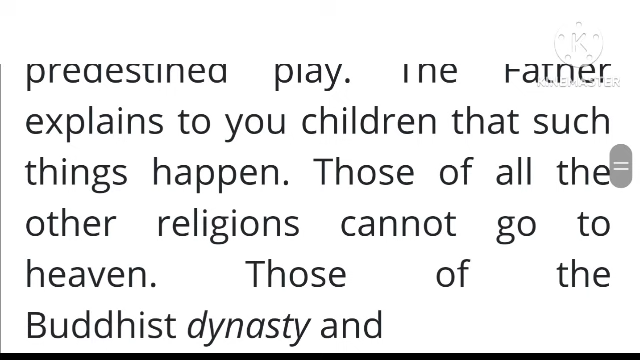 predestined play. The Father
explains to you children that such
things happen. Those of all the
other religions cannot go to
heaven. Those of the
Buddhist dynasty and
KINEMASTER